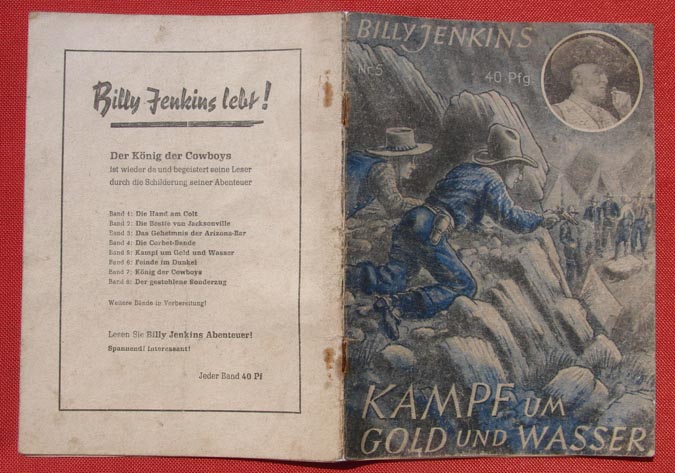 Billy Jenkins lebt!
Der König der Cowboys
ist wieder da und begeistert seine Leser
durch die Schilderung seiner Abenteuer
Band 1: Die Hand am Colt
Band 2: Die Bestie von Jacksonville
Band 3: Das Geheimnis der Arizona-Bar
Band 4: Die Corbet-Bande
Band 5: Kampf um Gold und Wasser
Band 6: Feinde im Dunkel
Band 7: König der Cowboys
Band 8: Der gestohlene Sonderzug
Weitere Bände in Vorbereitung!
Lesen Sie Billy Jenkins Abenteuer!
Spannend! Interessant!
Jeder Band 40 Pf
BILLY JENKINS
Nr. 5
40 Pfg
KAMPF UM
GOLD UND WASSER